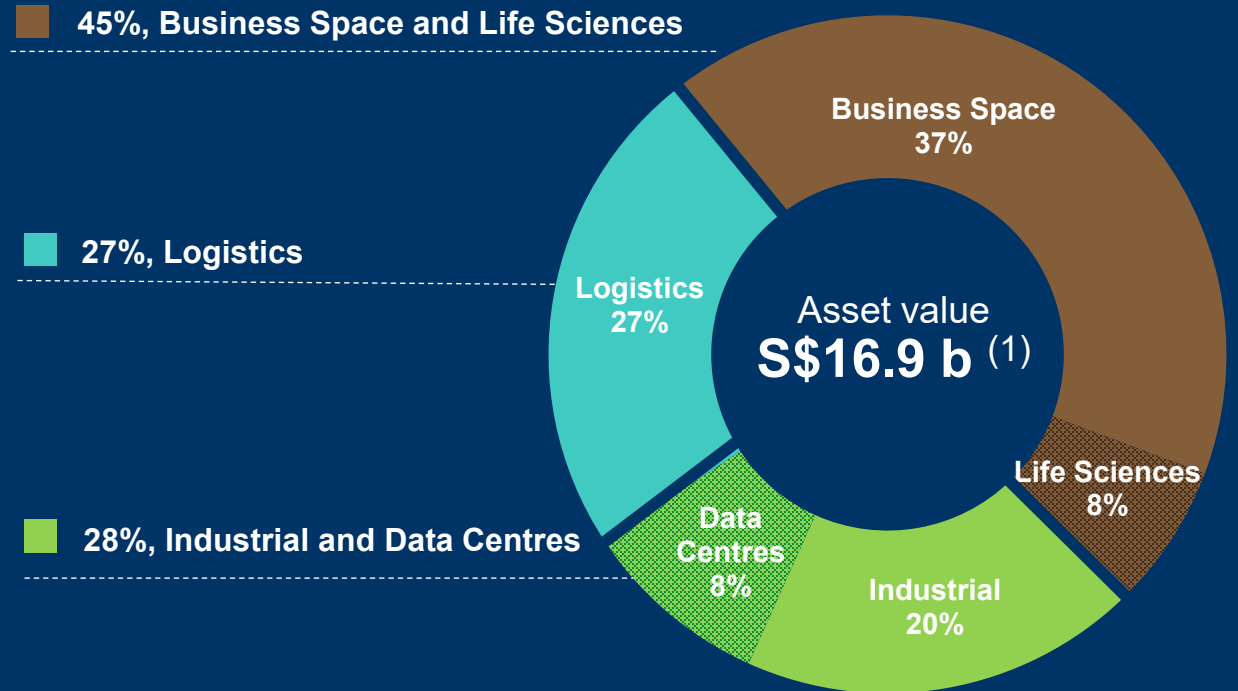 45%, Business Space and Life Sciences
Business Space
37%
27%, Logistics
Logistics
27%
Asset value
S$16.9 b (1)
Life Sciences
8%
28%, Industrial and Data Centres
Data
Centres
8%
Industrial
20%